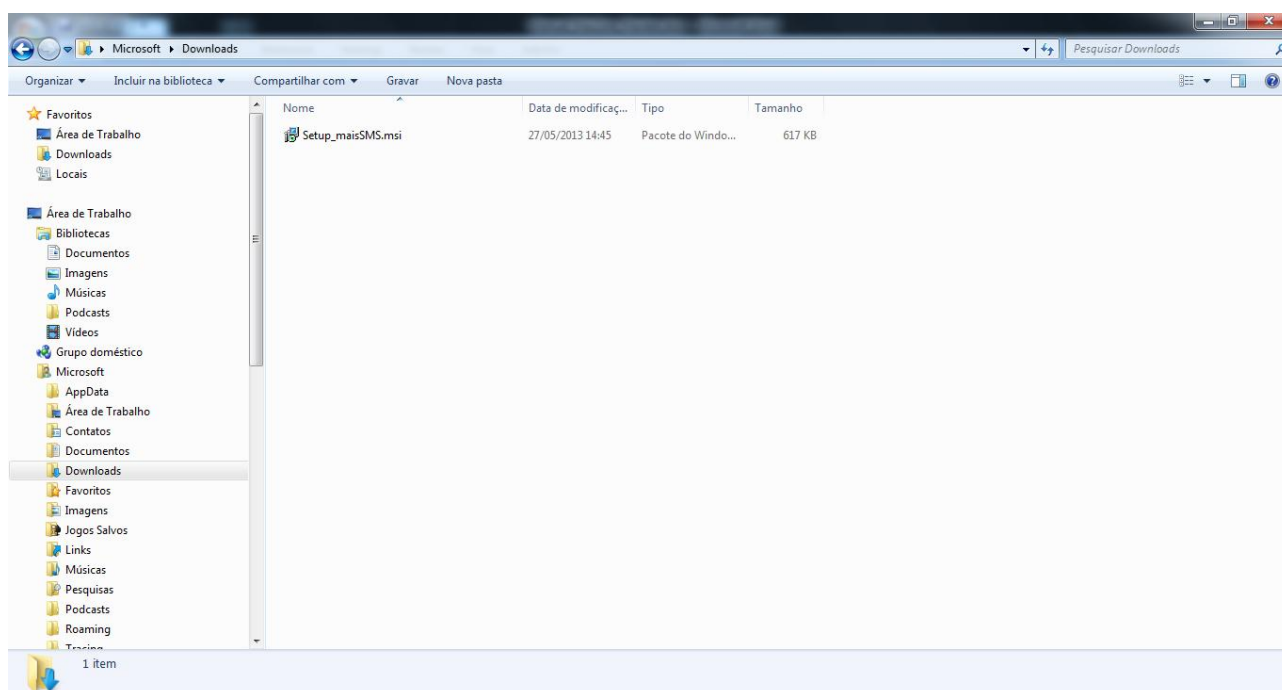 Microsoft ▸ Downloads
Pesquisar Downloads
Organizar
Incluir na biblioteca
Compartilhar com
Gravar
Nova pasta
Nome
Data de modificaç...
Tipo
Tamanho
Setup_maisSMS.msi
27/05/2013 14:45
Pacote do Windo...
617 KB
Favoritos
Área de Trabalho
Downloads
Locais
Área de Trabalho
Bibliotecas
Documentos
Imagens
Músicas
Podcasts
Vídeos
Grupo doméstico
Microsoft
AppData
Área de Trabalho
Contatos
Documentos
Downloads
Favoritos
Imagens
Jogos Salvos
Links
Músicas
Pesquisas
Podcasts
Roaming
Tracing
1 item